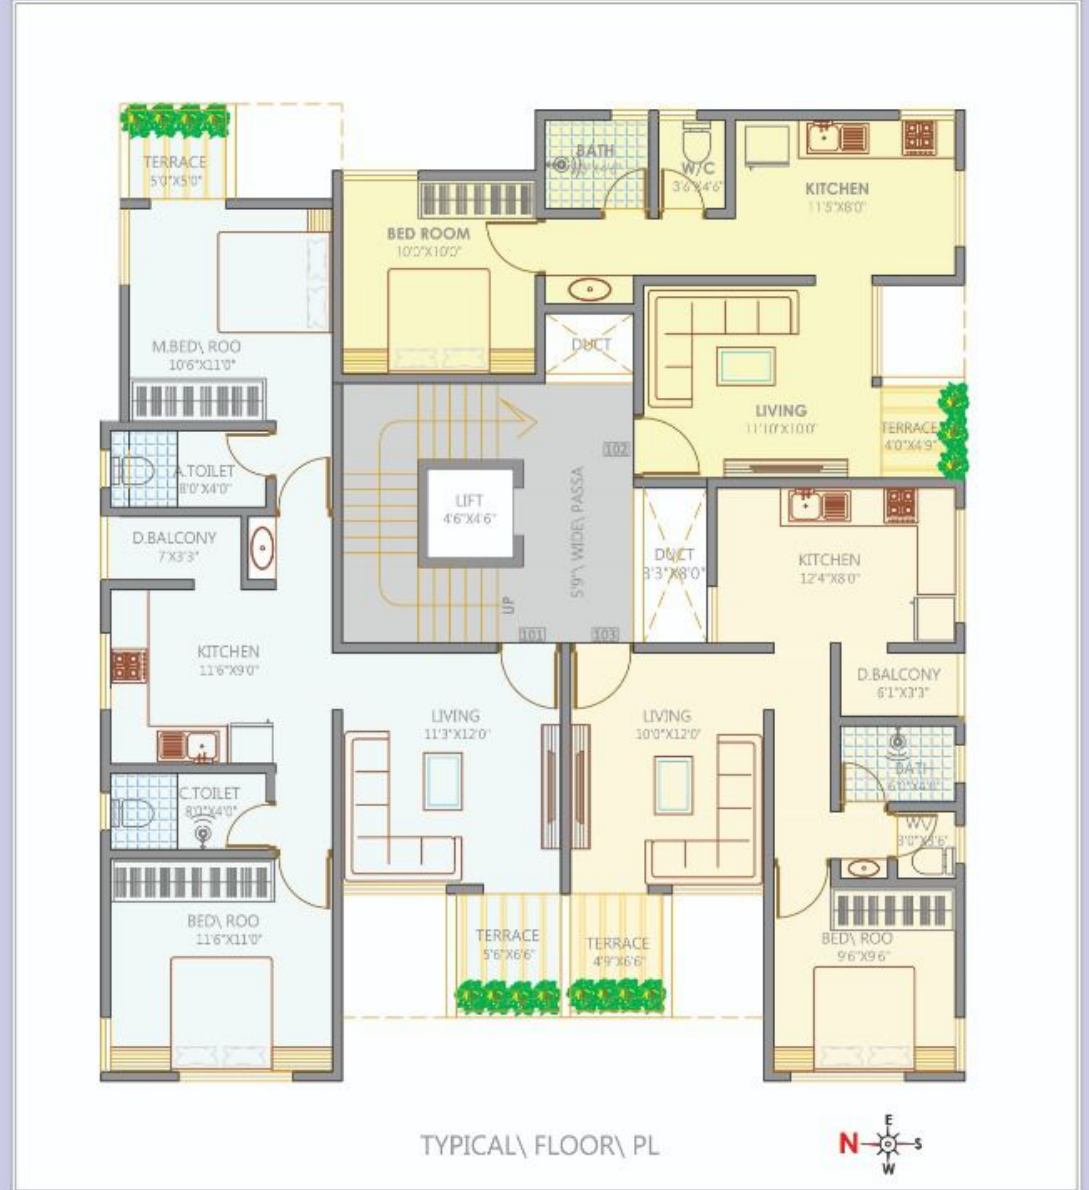 TERRACE
5'0"X5'0"
BATH
W/C
3'6"X4'6"
KITCHEN
11'5"X8'0"
BED ROOM
10'0"X10'0"
M.BED\ ROO
10'6"X11'0"
DUCT
LIVING
11'10"X10'0"
TERRACE
4'0"X4'9"
102
A.TOILET
8'0"X4'0"
LIFT
4'6"X4'6"
5'9"\ WIDE\ PASSA
D.BALCONY
7'X3'3"
DUCT
3'3"X8'0"
KITCHEN
12'4"X8'0"
UP
101
103
KITCHEN
11'6"X9'0"
D.BALCONY
6'1"X3'3"
LIVING
11'3"X12'0"
LIVING
10'0"X12'0"
BATH
6'0"X4'0"
C.TOILET
8'0"X4'0"
3'0"X3'6"
BED\ ROO
11'6"X11'0"
TERRACE
5'6"X6'6"
TERRACE
4'9"X6'6"
BED\ ROO
9'6"X9'6"
TYPICAL\ FLOOR\ PL
E
N
S
W